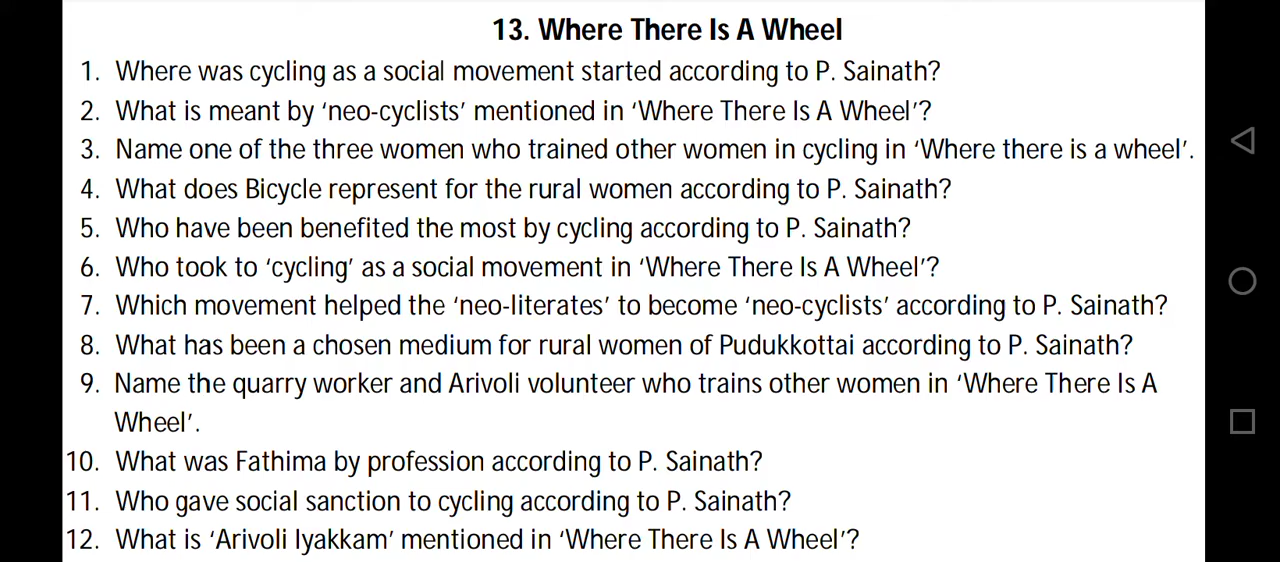 13. Where There Is A Wheel
1. Where was cycling as a social movement started according to P. Sainath?
2. What is meant by ‘neo-cyclists’ mentioned in ‘Where There Is A Wheel’?
3. Name one of the three women who trained other women in cycling in ‘Where there is a wheel’.
4. What does Bicycle represent for the rural women according to P. Sainath?
5. Who have been benefited the most by cycling according to P. Sainath?
6. Who took to ‘cycling’ as a social movement in ‘Where There Is A Wheel’?
7. Which movement helped the ‘neo-literates’ to become ‘neo-cyclists’ according to P. Sainath?
8. What has been a chosen medium for rural women of Pudukkottai according to P. Sainath?
9. Name the quarry worker and Arivoli volunteer who trains other women in ‘Where There Is A
Wheel’.
10. What was Fathima by profession according to P. Sainath?
11. Who gave social sanction to cycling according to P. Sainath?
12. What is ‘Arivoli Iyakkam’ mentioned in ‘Where There Is A Wheel’?